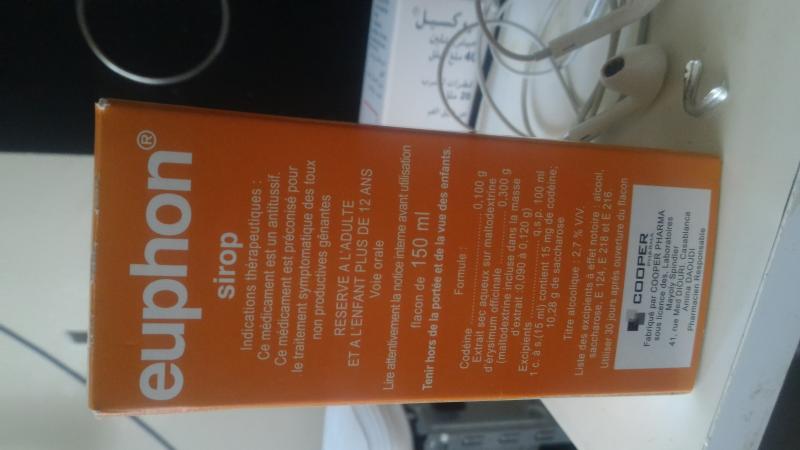 euphon®
sirop
Indications thérapeutiques :
Ce médicament est un antitussif.
Ce médicament est préconisé pour
le traitement symptomatique des toux
non productives gênantes
RESERVE A L'ADULTE
ET A L'ENFANT PLUS DE 12 ANS
Voie orale
Lire attentivement la notice interne avant utilisation
flacon de 150 ml
Tenir hors de la portée et de la vue des enfants.
Formule :
Codéine ........ 0,100 g
Extrait sec aqueux sur maltodextrine
d'érysimum officinale ........ 0,300 g
(maltodextrine incluse dans la masse
d'extrait :0,090 à 0,120 g)
Excipients ........ q.s.p. 100 ml
1 c. à s.(15 ml) contient 15 mg de codéine;
10,28 g de saccharose
Titre alcoolique : 2,7 % V/V.
Liste des excipients à effet notoire : alcool,
saccharose, E 124, E 218 et E 216.
Utiliser 30 jours après ouverture du flacon
COOPER
PHARMA
Fabriqué par COOPER PHARMA
sous licence des, Laboratoires
Mayoly Spindler
41, rue Med DIOURI, Casablanca
Amina DAOUDI
Pharmacien Responsable